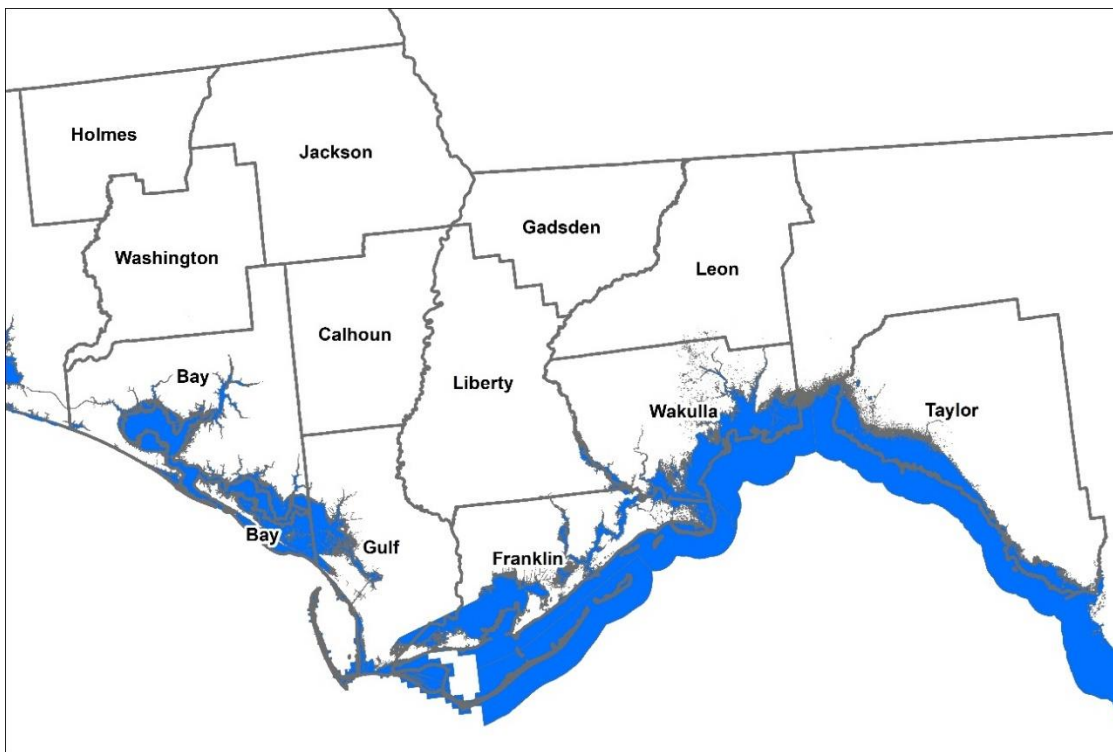 Holmes
Jackson
Gadsden
Washington
Leon
Calhoun
Bay
Liberty
Wakulla
Taylor
Bay
Gulf
Franklin